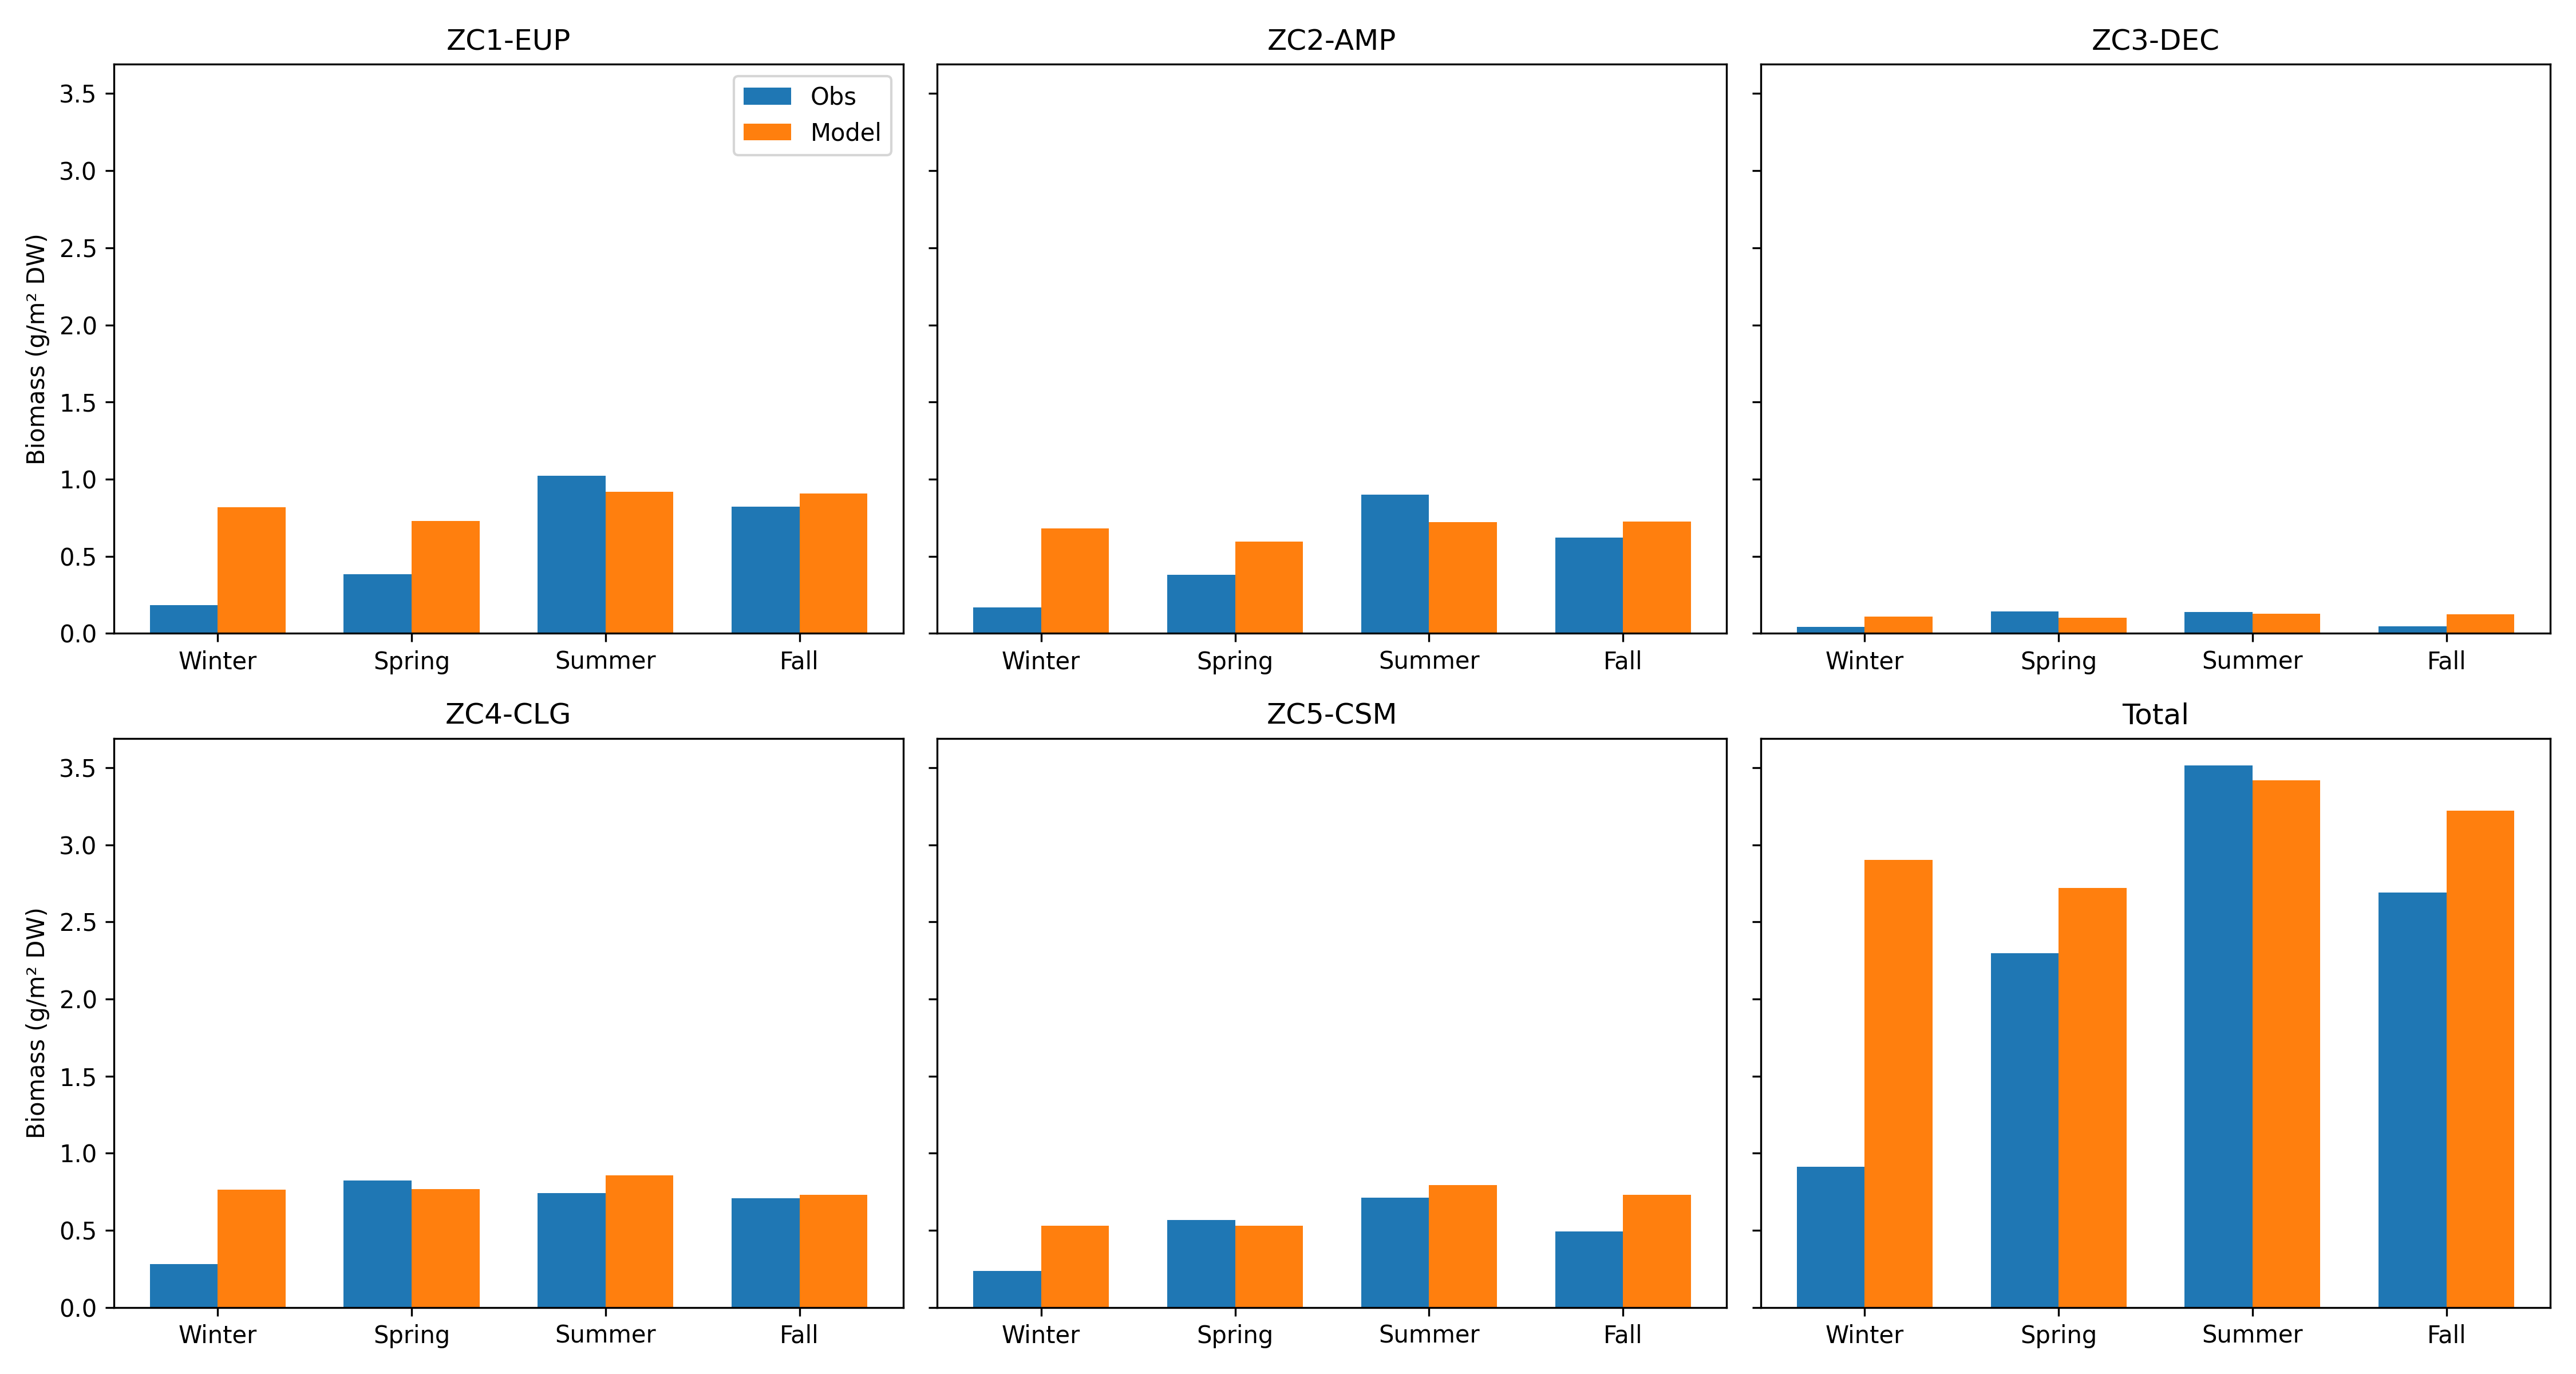 ZC1-EUP
ZC2-AMP
ZC3-DEC
Obs
Model
Biomass (g/m² DW)
3.5
3.0
2.5
2.0
1.5
1.0
0.5
0.0
Winter Spring Summer Fall
Winter Spring Summer Fall
Winter Spring Summer Fall
ZC4-CLG
ZC5-CSM
Total
Biomass (g/m² DW)
3.5
3.0
2.5
2.0
1.5
1.0
0.5
0.0
Winter Spring Summer Fall
Winter Spring Summer Fall
Winter Spring Summer Fall